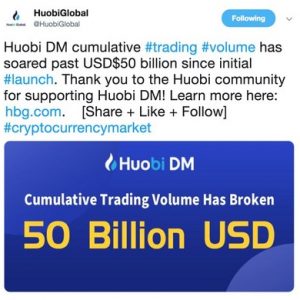 HuobiGlobal
@HuobiGlobal
Following
Huobi DM cumulative #trading #volume has
soared past USD$50 billion since initial
#launch. Thank you to the Huobi community
for supporting Huobi DM! Learn more here:
hbg.com. [Share + Like + Follow]
#cryptocurrencymarket
Huobi DM
Cumulative Trading Volume Has Broken
50 Billion USD